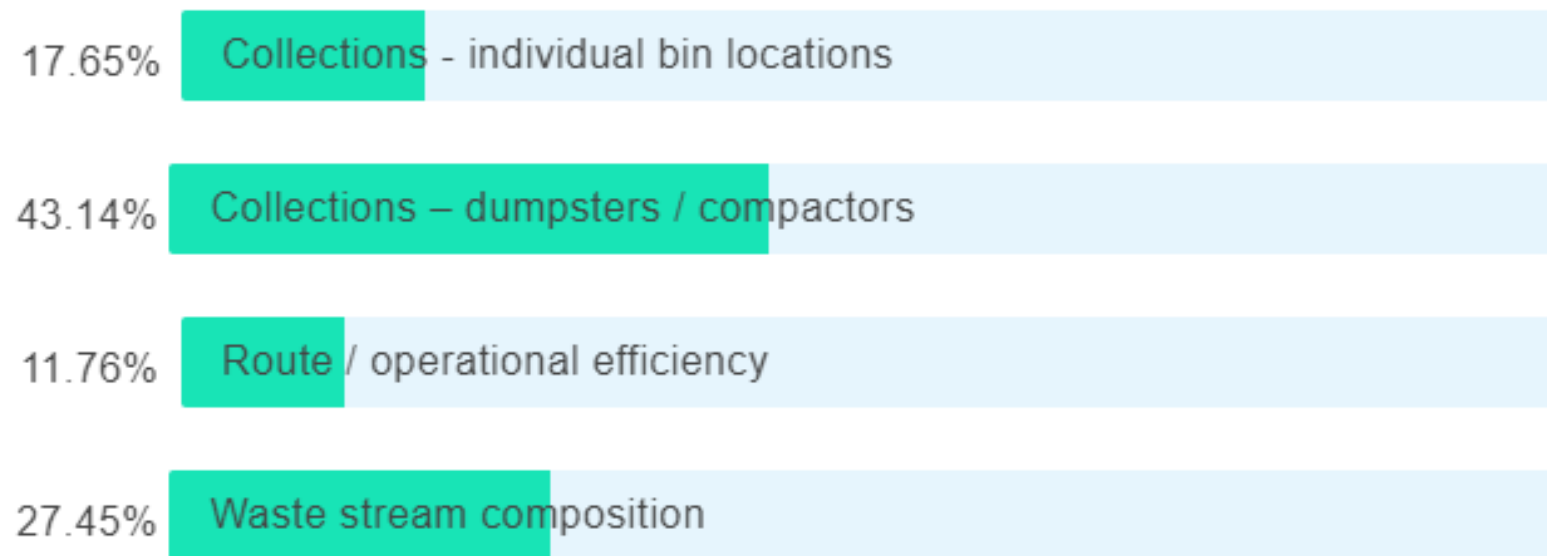 17.65% Collections - individual bin locations
43.14% Collections – dumpsters / compactors
11.76% Route / operational efficiency
27.45% Waste stream composition